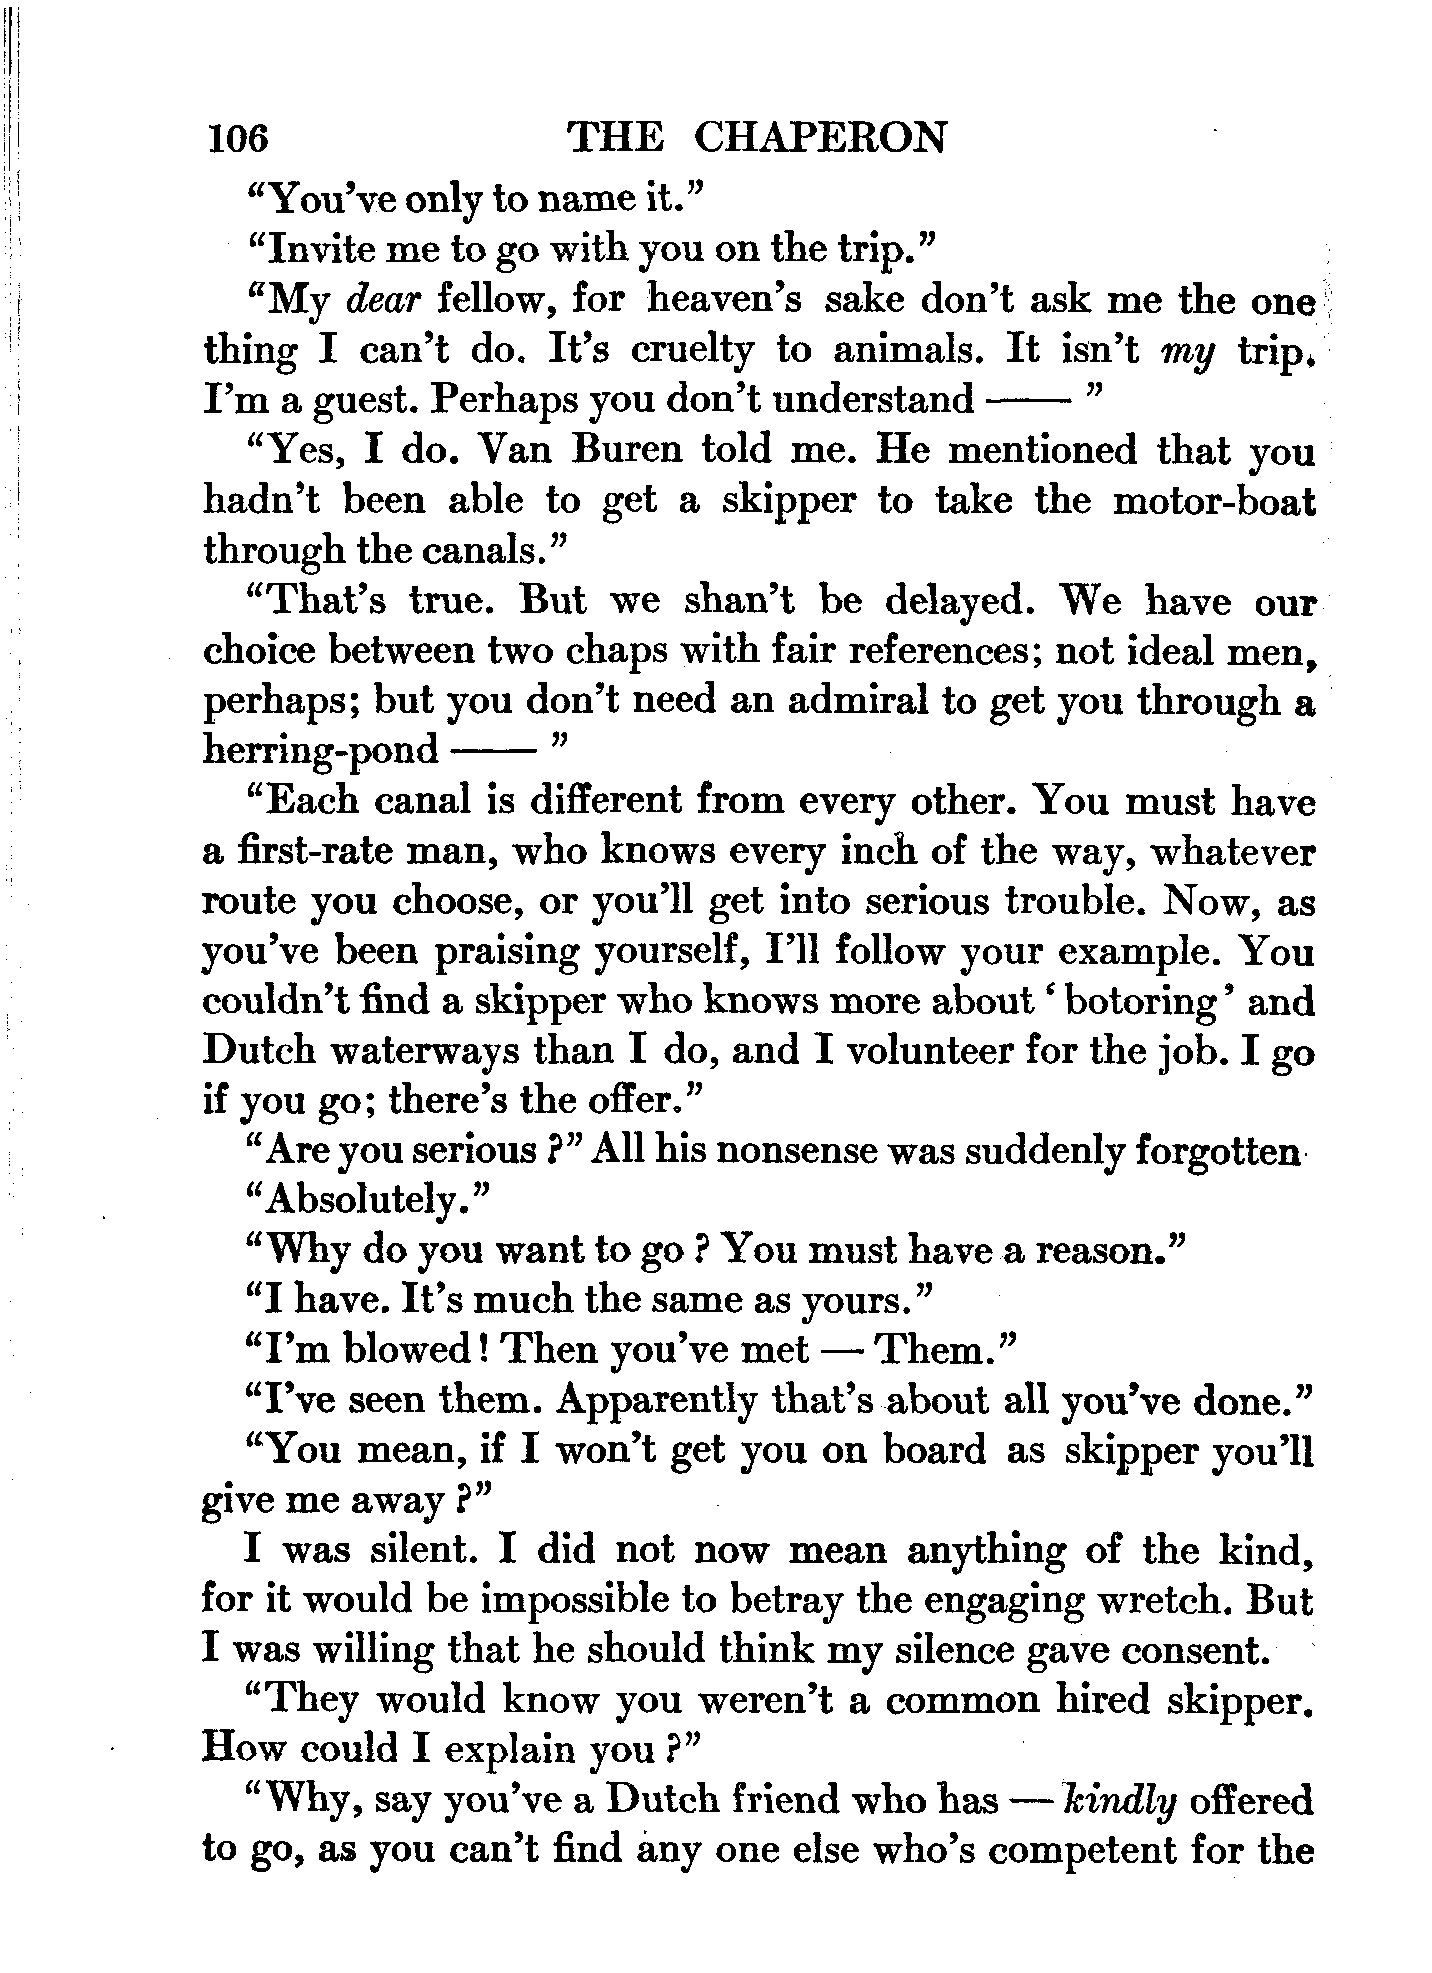 106 THE CHAPERON
“You’ve only to name it.”
“Invite me to go with you on the trip.”
“My dear fellow, for heaven’s sake don’t ask me the one
thing I can’t do. It’s cruelty to animals. It isn’t my trip.
I’m a guest. Perhaps you don’t understand —— ”
“Yes, I do. Van Buren told me. He mentioned that you
hadn’t been able to get a skipper to take the motor-boat
through the canals.”
“That’s true. But we shan’t be delayed. We have our
choice between two chaps with fair references; not ideal men,
perhaps; but you don’t need an admiral to get you through a
herring-pond —— ”
“Each canal is different from every other. You must have
a first-rate man, who knows every inch of the way, whatever
route you choose, or you’ll get into serious trouble. Now, as
you’ve been praising yourself, I’ll follow your example. You
couldn’t find a skipper who knows more about ‘ botoring ’ and
Dutch waterways than I do, and I volunteer for the job. I go
if you go; there’s the offer.”
“Are you serious ?” All his nonsense was suddenly forgotten.
“Absolutely.”
“Why do you want to go ? You must have a reason.”
“I have. It’s much the same as yours.”
“I’m blowed! Then you’ve met — Them.”
“I’ve seen them. Apparently that’s about all you’ve done.”
“You mean, if I won’t get you on board as skipper you’ll
give me away ?”
I was silent. I did not now mean anything of the kind,
for it would be impossible to betray the engaging wretch. But
I was willing that he should think my silence gave consent.
“They would know you weren’t a common hired skipper.
How could I explain you ?”
“Why, say you’ve a Dutch friend who has — kindly offered
to go, as you can’t find any one else who’s competent for the